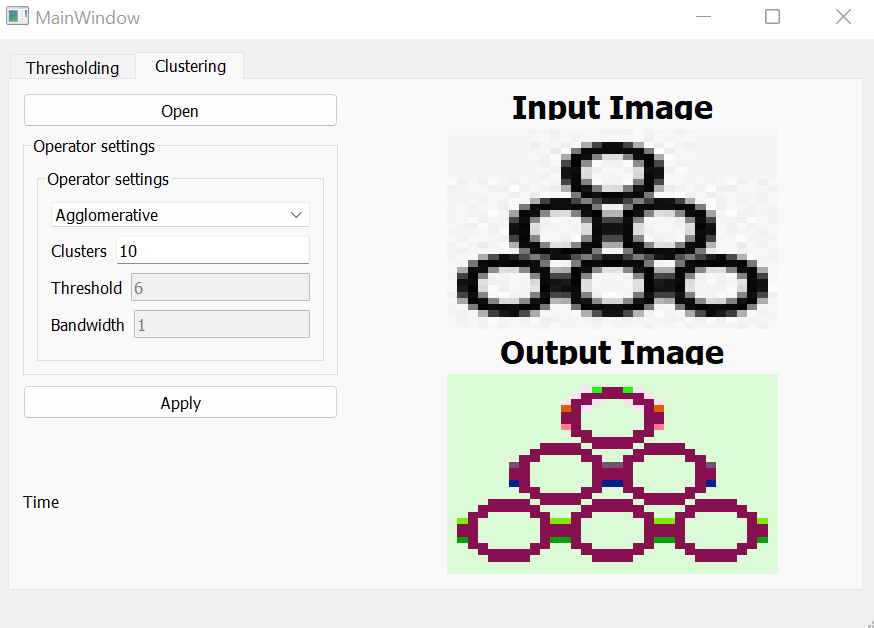 MainWindow
Thresholding
Clustering
Open
Operator settings
Operator settings
Agglomerative
Clusters 10
Threshold 6
Bandwidth 1
Apply
Time
Input Image
Output Image